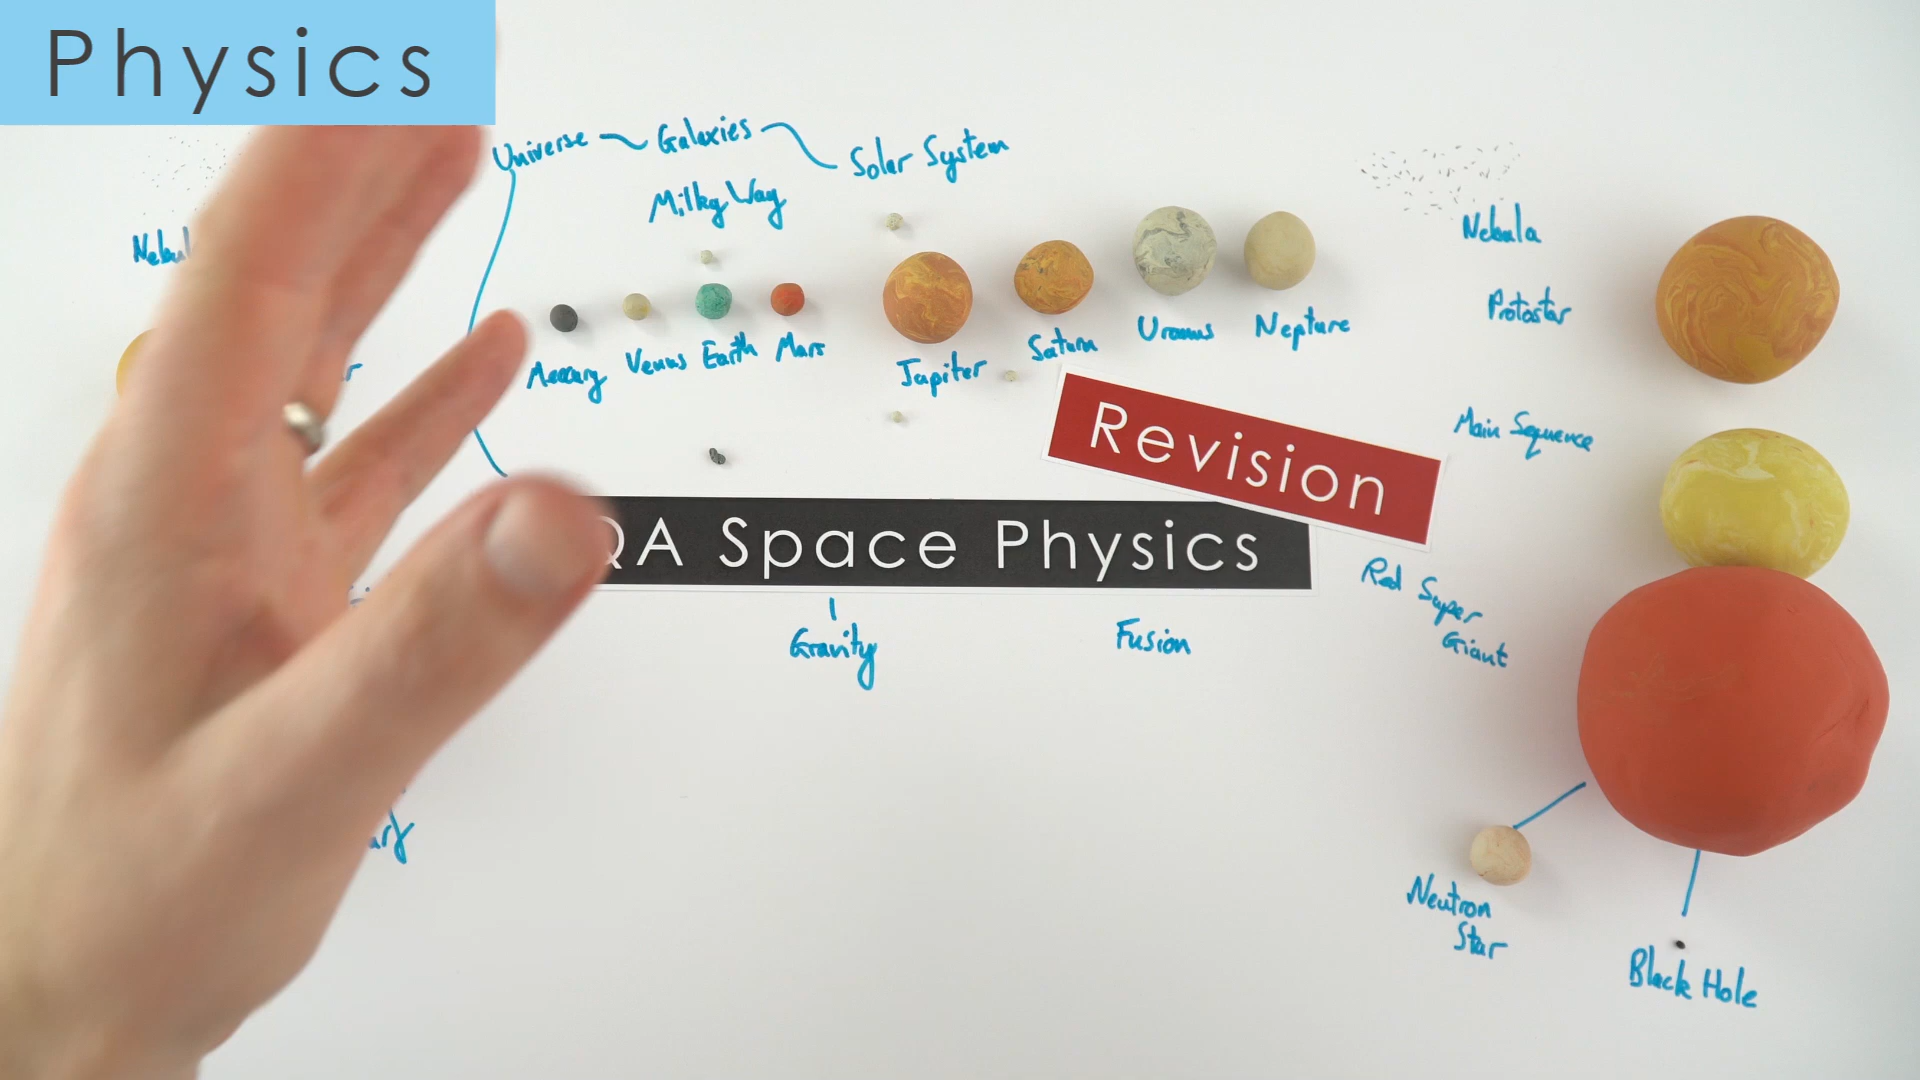 Physics
Universe
Galaxies
Solar System
Milky Way
Mercury
Venus
Earth
Mars
Jupiter
Saturn
Uranus
Neptune
Revision
QA Space Physics
Gravity
Fusion
Nebul
Nebula
Protostar
Main Sequence
Red Super
Giant
Neutron
Star
Black Hole